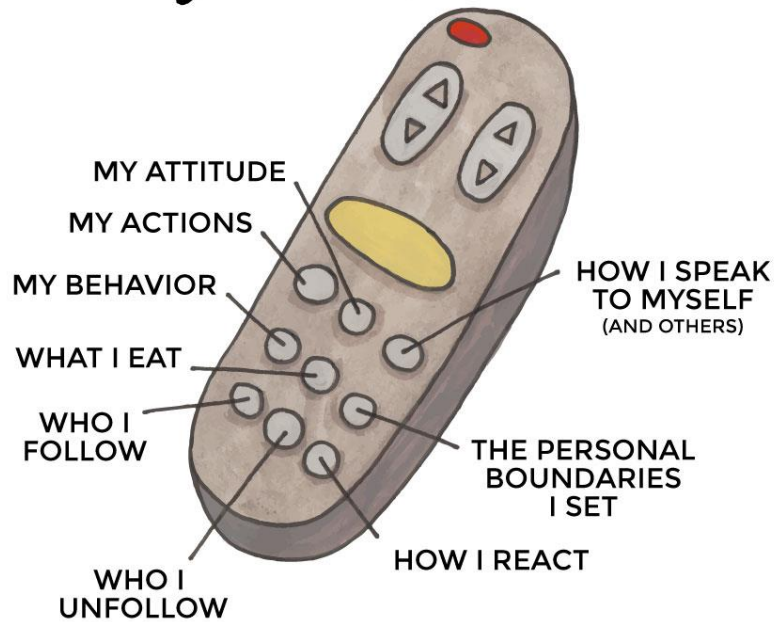 MY ATTITUDE
MY ACTIONS
MY BEHAVIOR
WHAT I EAT
WHO I
FOLLOW
WHO I
UNFOLLOW
HOW I SPEAK
TO MYSELF
(AND OTHERS)
THE PERSONAL
BOUNDARIES
I SET
HOW I REACT